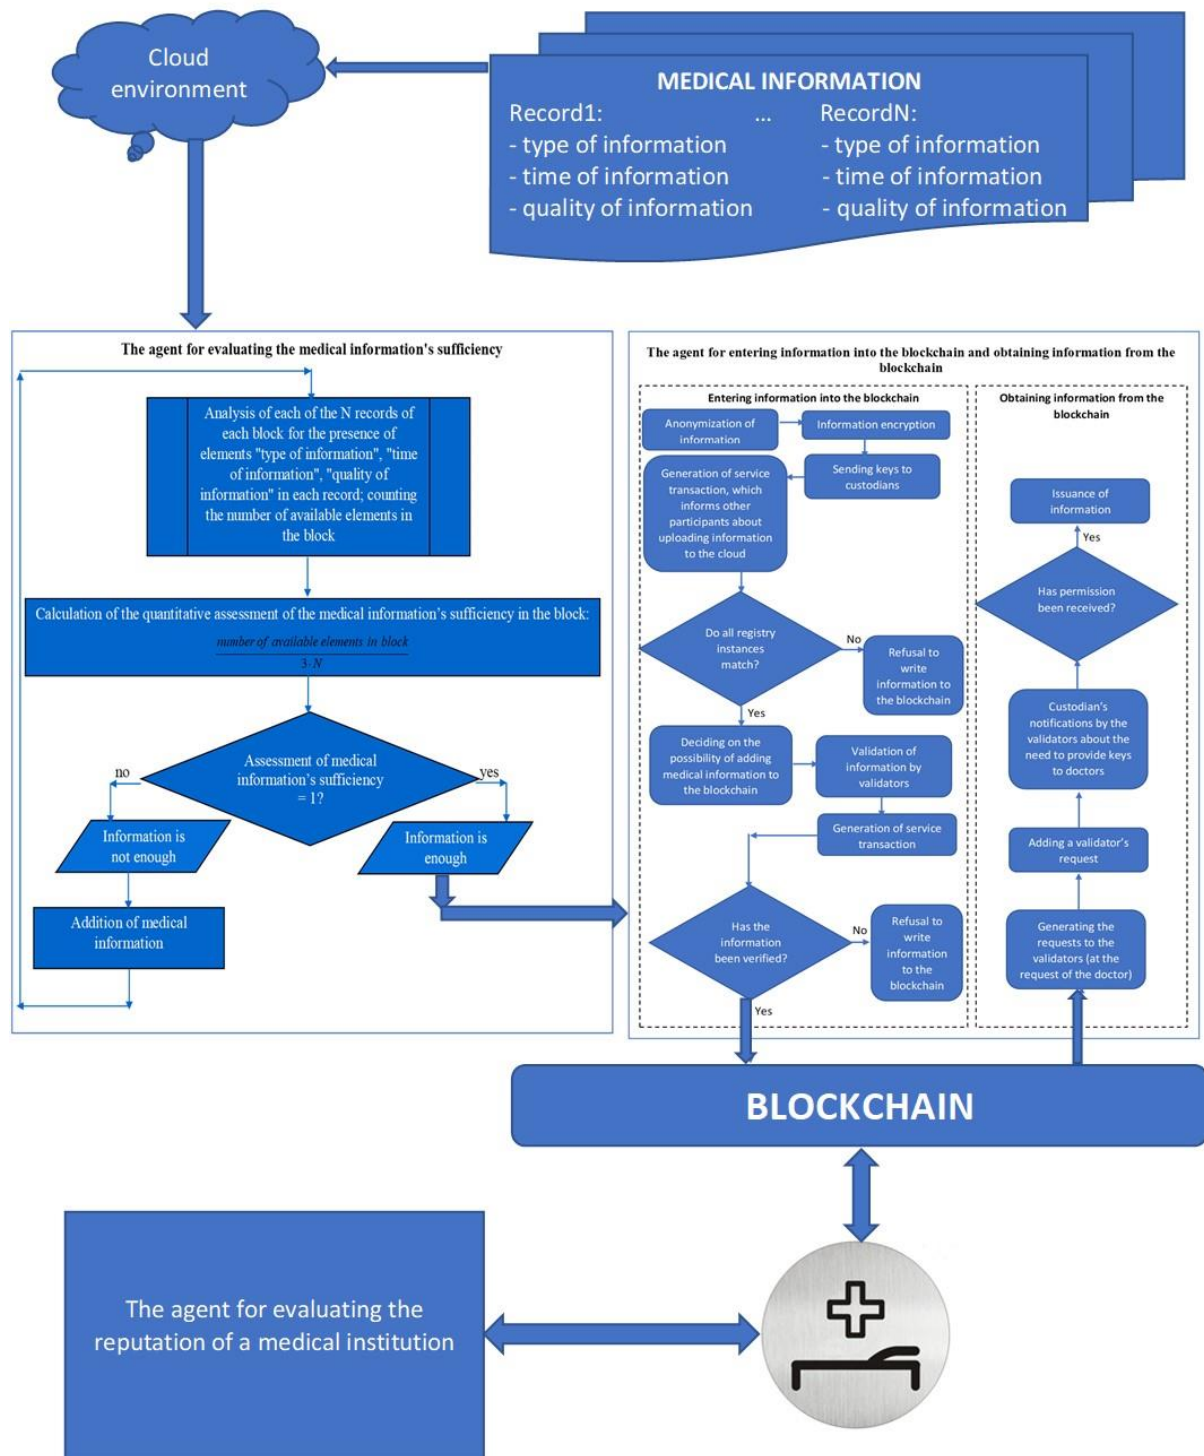 Cloud
environment
MEDICAL INFORMATION
Record1: ... RecordN:
- type of information - type of information
- time of information - time of information
- quality of information - quality of information
The agent for evaluating the medical information's sufficiency
Analysis of each of the N records of
each block for the presence of
elements "type of information", "time
of information", "quality of
information" in each record; counting
the number of available elements in
the block
Calculation of the quantitative assessment of the medical information's sufficiency in the block:
number of available elements in block
3·N
Assessment of medical
information's sufficiency
= 1?
no
yes
Information is
not enough
Information is
enough
Addition of medical
information
The agent for entering information into the blockchain and obtaining information from the
blockchain
Entering information into the blockchain
Anonymization of
information
Information encryption
Sending keys to
custodians
Generation of service
transaction, which
informs other
participants about
uploading information
to the cloud
Do all registry
instances
match?
No
Refusal to
write
information to
the blockchain
Yes
Deciding on the
possibility of adding
medical information to
the blockchain
Validation of
information by
validators
Generation of service
transaction
Has the
information
been verified?
No
Refusal to
write
information
to the
blockchain
Yes
Obtaining information from the
blockchain
Issuance of
information
Yes
Has permission
been received?
Custodian's
notifications by the
validators about the
need to provide keys
to doctors
Adding a validator's
request
Generating the
requests to the
validators (at the
request of the doctor)
BLOCKCHAIN
The agent for evaluating the
reputation of a medical institution